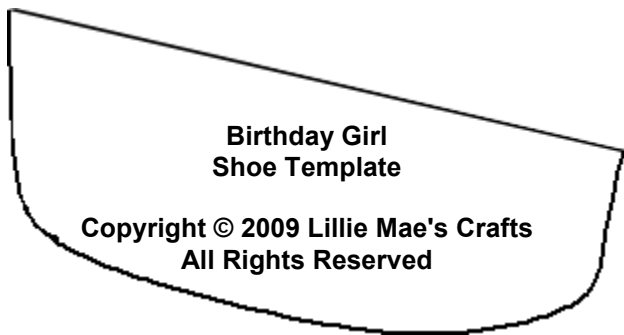 Birthday Girl
Shoe Template
Copyright © 2009 Lillie Mae's Crafts
All Rights Reserved